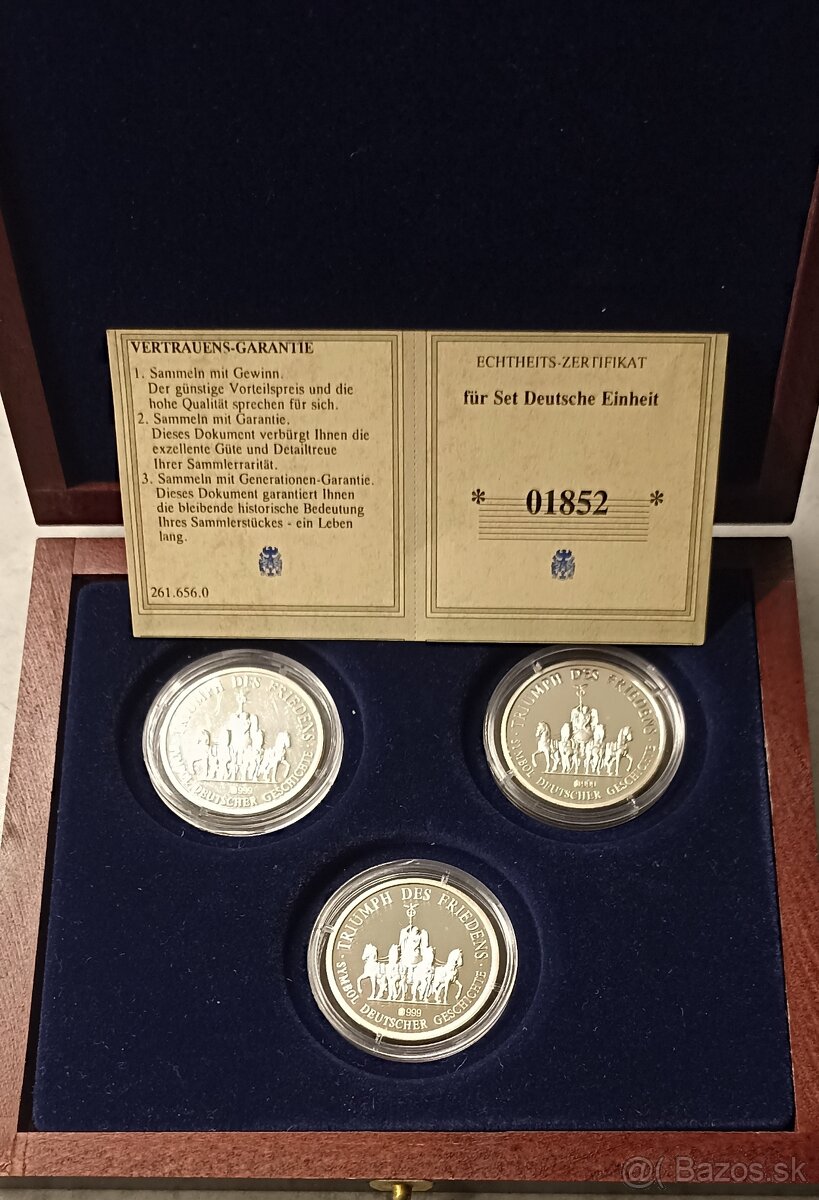 VERTRAUENS-GARANTIE
1. Sammeln mit Gewinn.
Der günstige Vorteilspreis und die
hohe Qualität sprechen für sich.
2. Sammeln mit Garantie.
Dieses Dokument verbürgt Ihnen die
exzellente Güte und Detailtreue
Ihrer Sammlerrarität.
3. Sammeln mit Generationen-Garantie.
Dieses Dokument garantiert Ihnen
die bleibende historische Bedeutung
Ihres Sammlerstückes - ein Leben
lang.
261.656.0
ECHTHEITS-ZERTIFIKAT
für Set Deutsche Einheit
* 01852 *
TRIUMPH DES FRIEDENS
999
DEUTSCHER GESCHICHTE
TRIUMPH DES FRIEDENS
SYMBOL DEUTSCHER GESCHICHTE
TRIUMPH DES FRIEDENS
999
SYMBOL DEUTSCHER GESCHICHTE
@( Bazos.sk